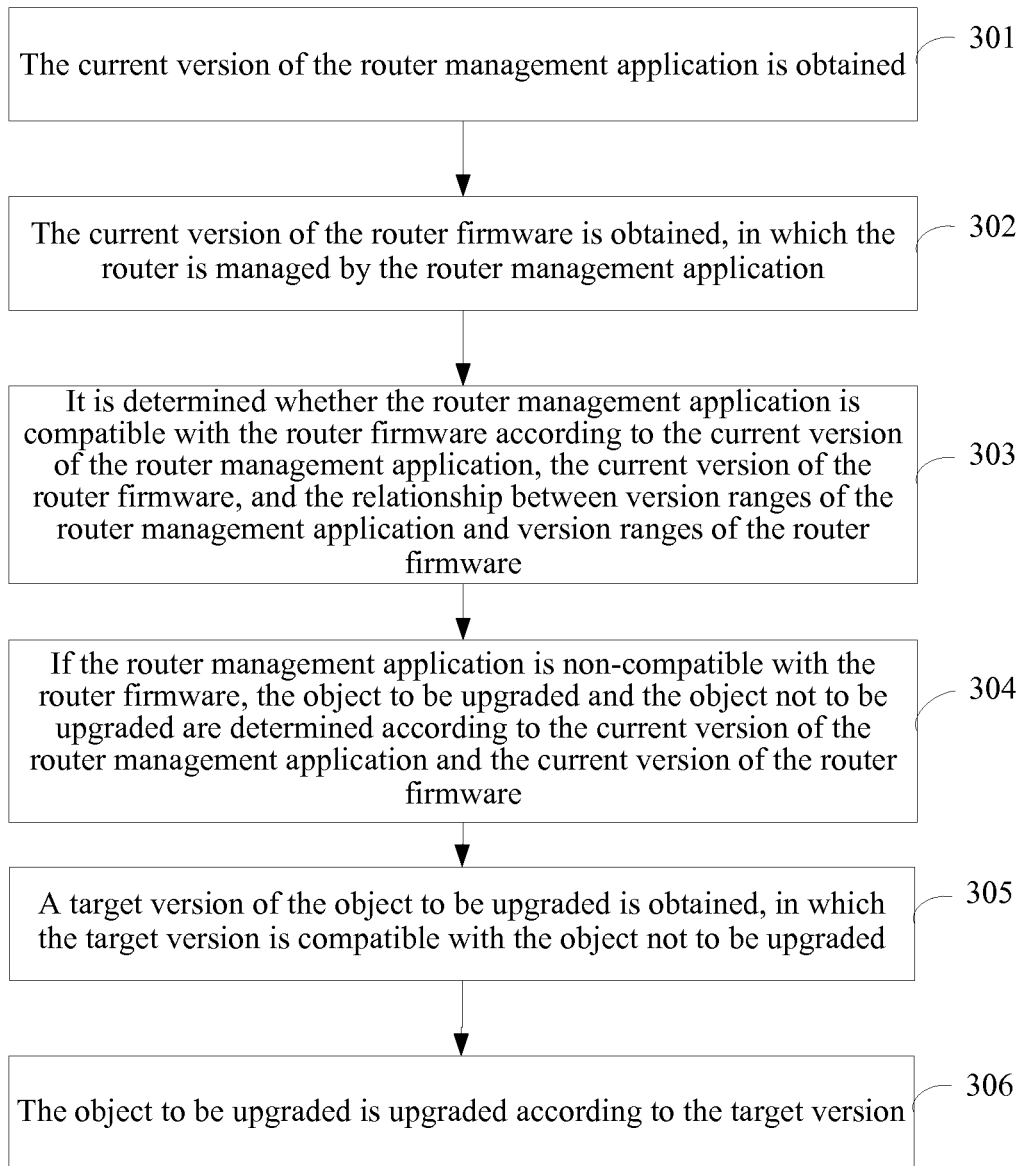 The current version of the router management application is obtained
301
The current version of the router firmware is obtained, in which the
router is managed by the router management application
302
It is determined whether the router management application is
compatible with the router firmware according to the current version
of the router management application, the current version of the
router firmware, and the relationship between version ranges of the
router management application and version ranges of the router
firmware
303
If the router management application is non-compatible with the
router firmware, the object to be upgraded and the object not to be
upgraded are determined according to the current version of the
router management application and the current version of the router
firmware
304
A target version of the object to be upgraded is obtained, in which
the target version is compatible with the object not to be upgraded
305
The object to be upgraded is upgraded according to the target version
306